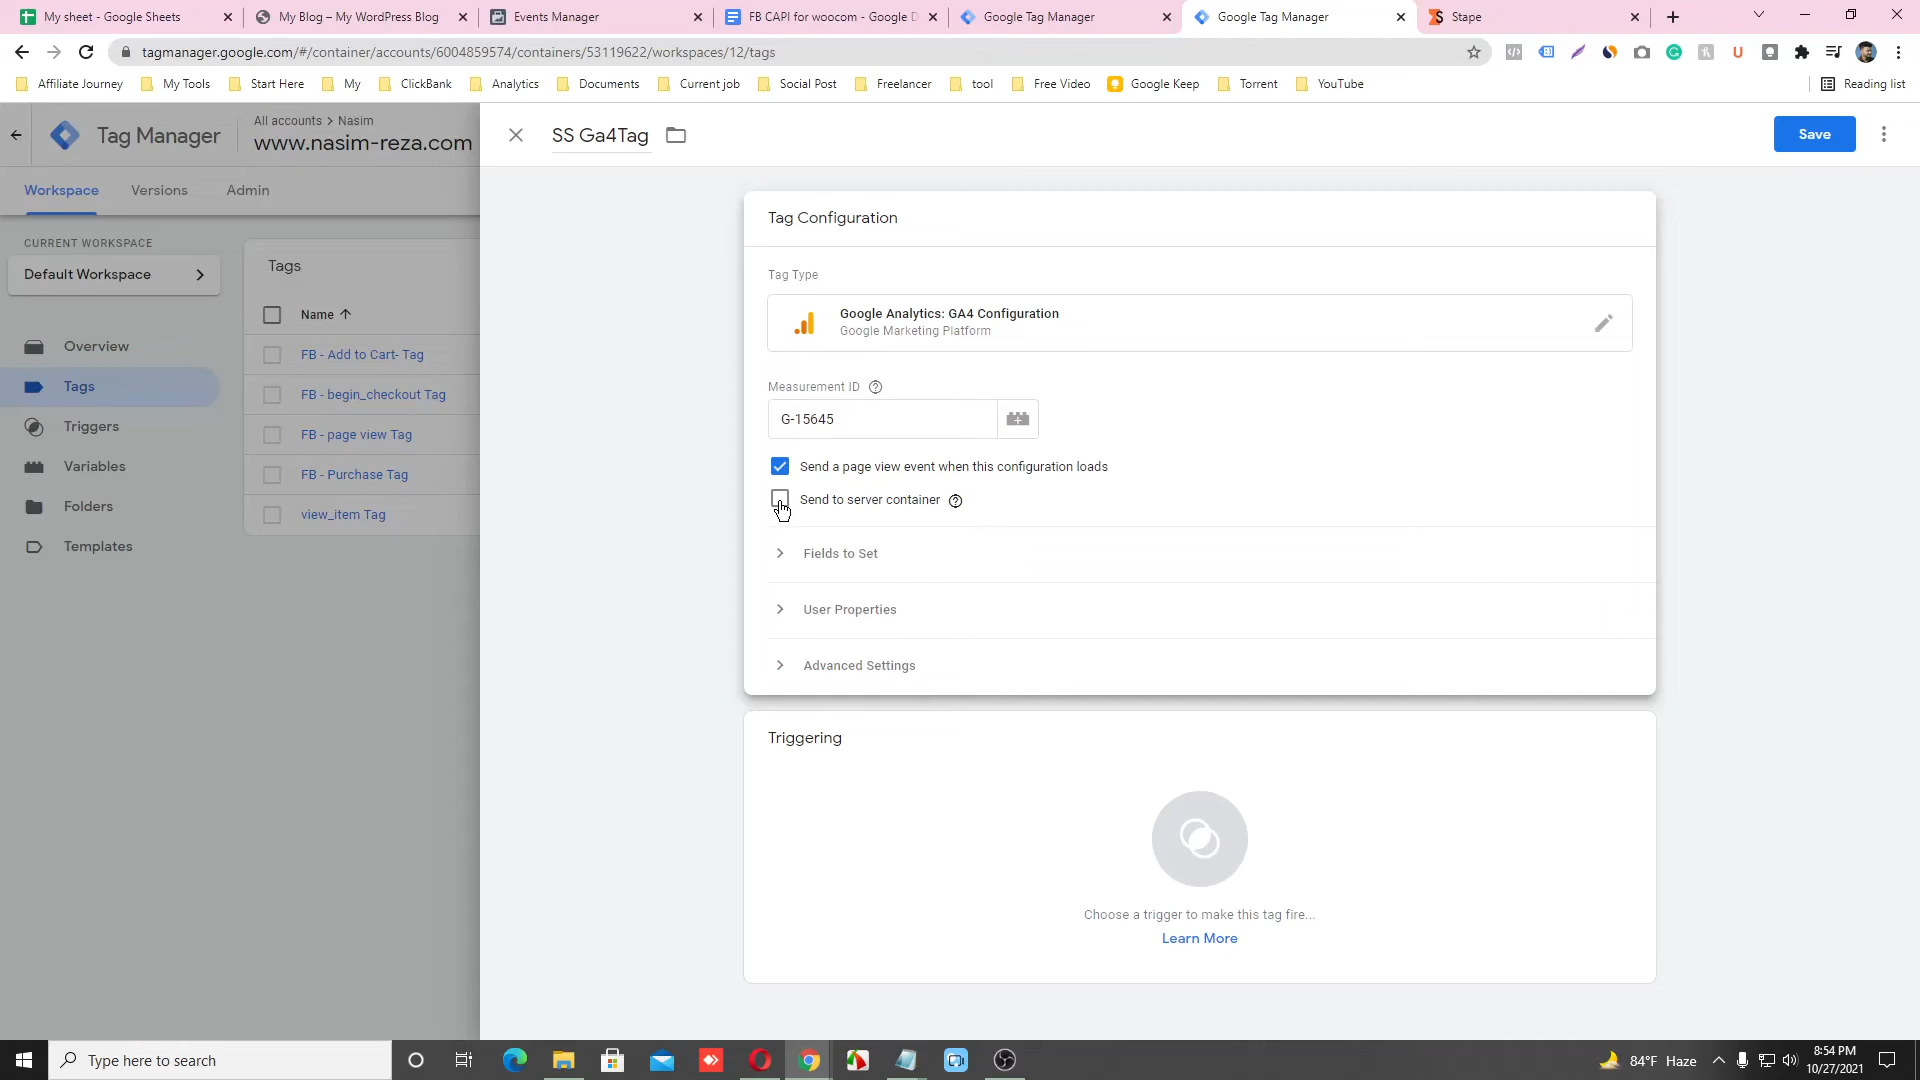 My sheet - Google Sheets
My Blog – My WordPress Blog
Events Manager
FB CAPI for woocom - Google D
Google Tag Manager
Google Tag Manager
Stape
tagmanager.google.com/#/container/accounts/6004859574/containers/53119622/workspaces/12/tags
Affiliate Journey
My Tools
Start Here
My
ClickBank
Analytics
Documents
Current job
Social Post
Freelancer
tool
Free Video
Google Keep
Torrent
YouTube
Reading list
Tag Manager
All accounts > Nasim
www.nasim-reza.com
SS Ga4Tag
Save
Workspace
Versions
Admin
CURRENT WORKSPACE
Default Workspace
Overview
Tags
Triggers
Variables
Folders
Templates
Tags
Name
FB - Add to Cart- Tag
FB - begin_checkout Tag
FB - page view Tag
FB - Purchase Tag
view_item Tag
Tag Configuration
Tag Type
Google Analytics: GA4 Configuration
Google Marketing Platform
Measurement ID
G-15645
Send a page view event when this configuration loads
Send to server container
Fields to Set
User Properties
Advanced Settings
Triggering
Choose a trigger to make this tag fire...
Learn More
Type here to search
84°F Haze
8:54 PM
10/27/2021